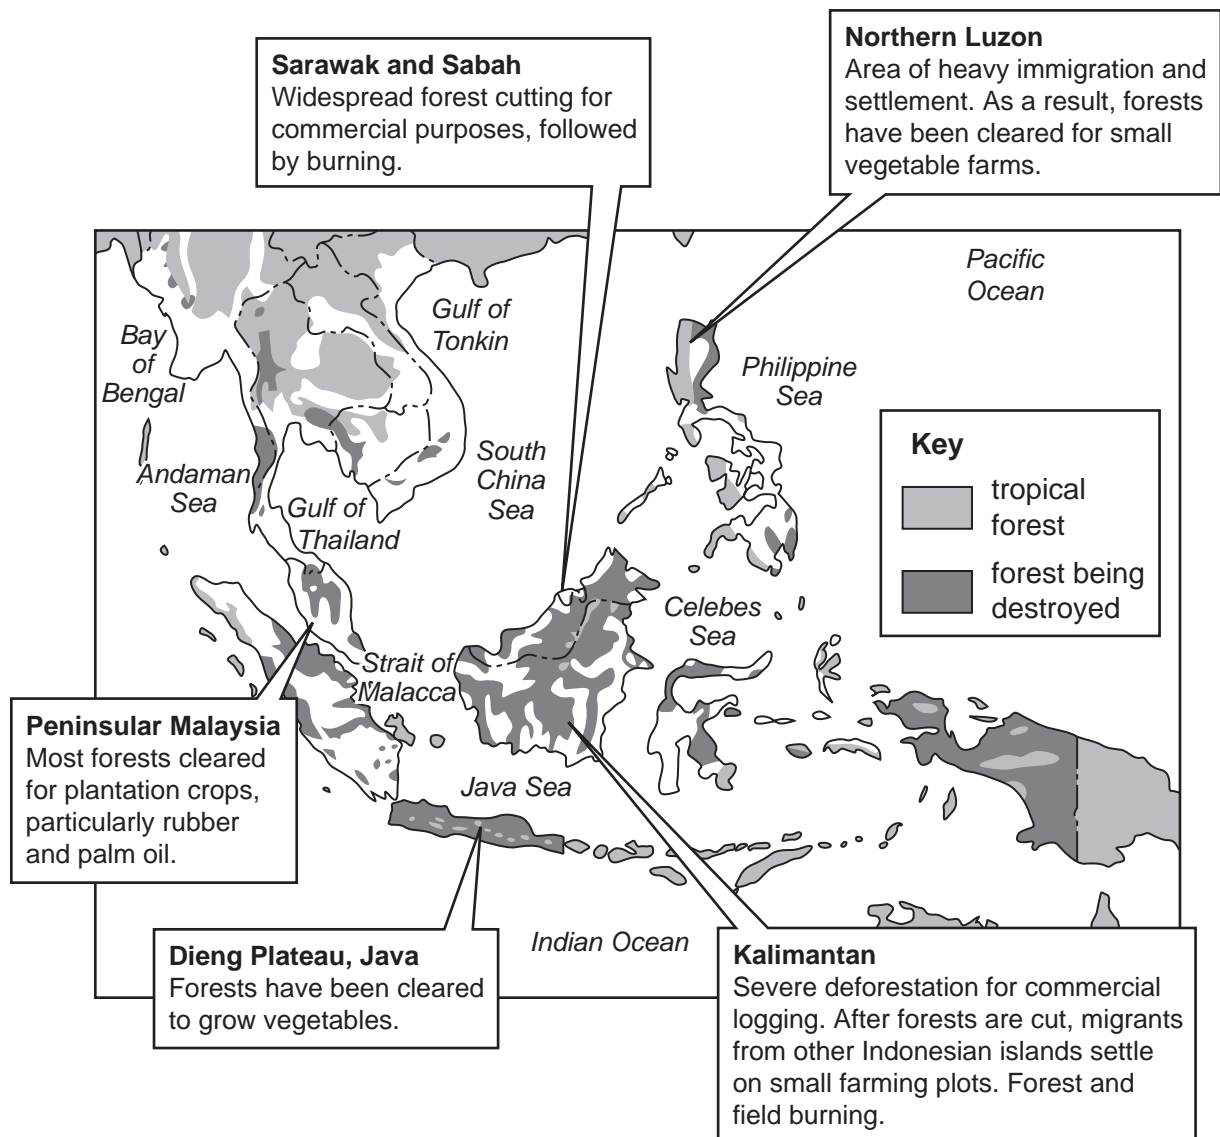 Sarawak and Sabah
Widespread forest cutting for
commercial purposes, followed
by burning.
Northern Luzon
Area of heavy immigration and
settlement. As a result, forests
have been cleared for small
vegetable farms.
Pacific
Ocean
Gulf of
Tonkin
Bay
of
Bengal
Philippine
Sea
Key
tropical
forest
forest being
destroyed
South
China
Sea
Andaman
Sea
Gulf of
Thailand
Celebes
Sea
Strait of
Malacca
Peninsular Malaysia
Most forests cleared
for plantation crops,
particularly rubber
and palm oil.
Java Sea
Indian Ocean
Dieng Plateau, Java
Forests have been cleared
to grow vegetables.
Kalimantan
Severe deforestation for commercial
logging. After forests are cut, migrants
from other Indonesian islands settle
on small farming plots. Forest and
field burning.